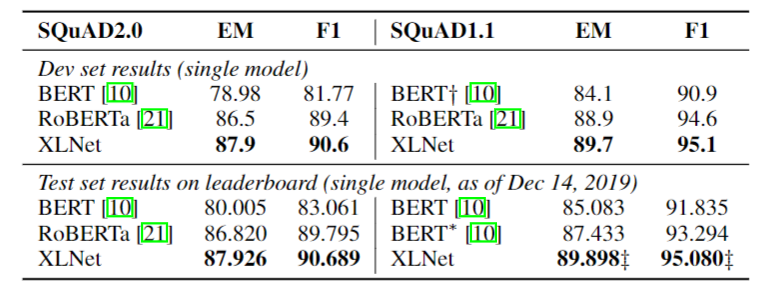 SQuAD2.0 EM F1 SQuAD1.1 EM F1
Dev set results (single model)
BERT [10] 78.98 81.77 BERT† [10] 84.1 90.9
RoBERTa [21] 86.5 89.4 RoBERTa [21] 88.9 94.6
XLNet 87.9 90.6 XLNet 89.7 95.1
Test set results on leaderboard (single model, as of Dec 14, 2019)
BERT [10] 80.005 83.061 BERT [10] 85.083 91.835
RoBERTa [21] 86.820 89.795 BERT* [10] 87.433 93.294
XLNet 87.926 90.689 XLNet 89.898‡ 95.080‡